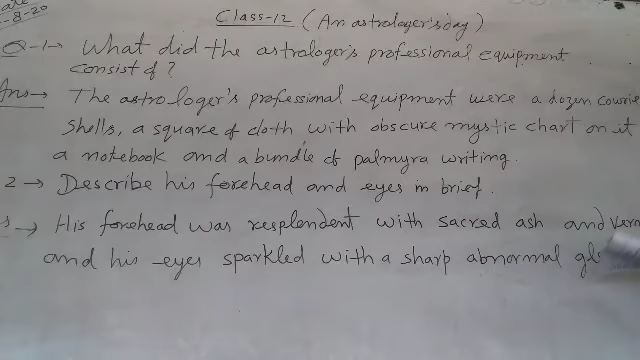 -8-20
Class-12 (An astrologer's day)
Q-1→ What did the astrologer's professional equipment
consist of?
Ans→ The astrologer's professional equipment were a dozen courie
shells, a square of cloth with obscure mystic chart on it
a notebook and a bundle of palmyra writing.
2→ Describe his forehead and eyes in brief.
s→ His forehead was resplendent with sacred ash and
and his eyes sparkled with a sharp abnormal